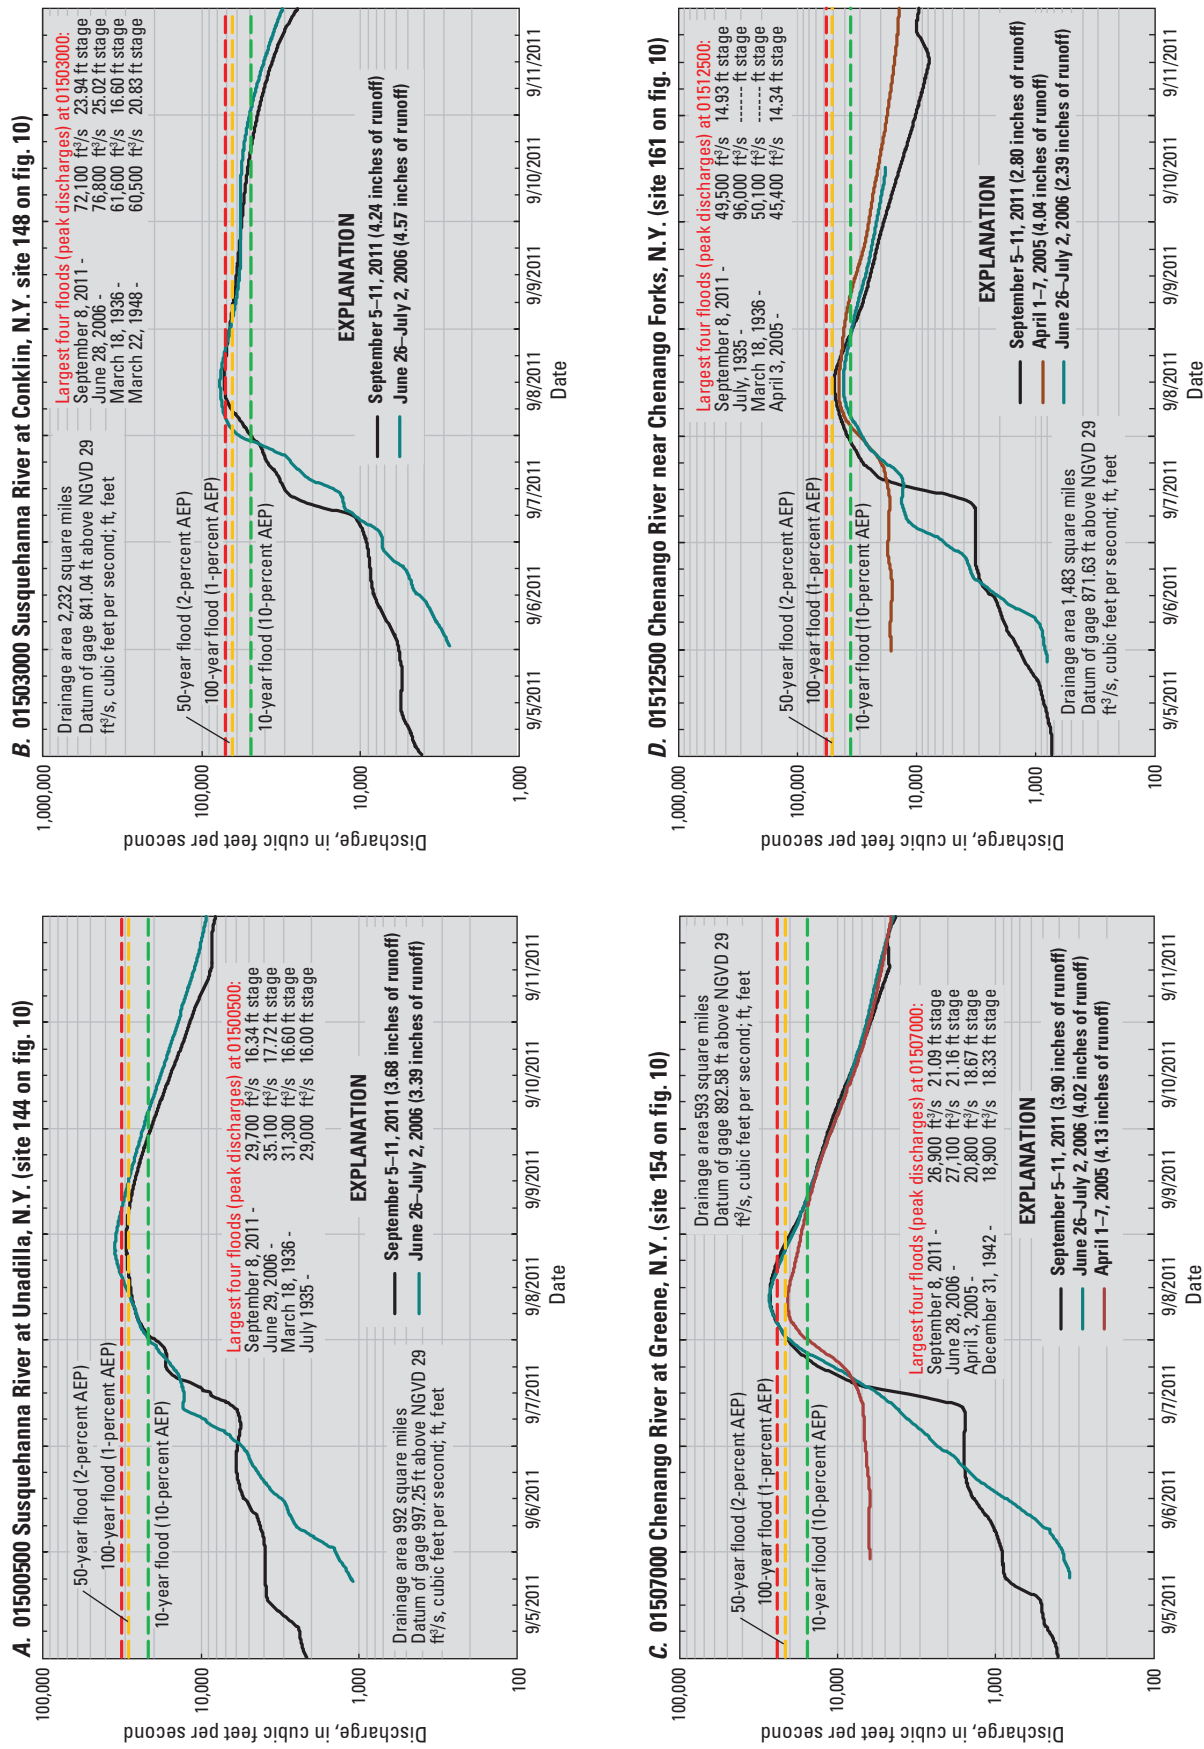 A. 01500500 Susquehanna River at Unadilla, N.Y. (site 144 on fig. 10)
100,000
10,000
1,000
100
Discharge, in cubic feet per second
50-year flood (2-percent AEP)
100-year flood (1-percent AEP)
10-year flood (10-percent AEP)
Largest four floods (peak discharges) at 01500500:
September 8, 2011 - 29,700 ft³/s 16.34 ft stage
June 29, 2006 - 35,100 ft³/s 17.72 ft stage
March 18, 1936 - 31,300 ft³/s 16.60 ft stage
July 1935 - 29,000 ft³/s 16.00 ft stage
EXPLANATION
September 5–11, 2011 (3.68 inches of runoff)
June 26–July 2, 2006 (3.39 inches of runoff)
Drainage area 992 square miles
Datum of gage 997.25 ft above NGVD 29
ft³/s, cubic feet per second; ft, feet
9/5/2011 9/6/2011 9/7/2011 9/8/2011 9/9/2011 9/10/2011 9/11/2011
Date
B. 01503000 Susquehanna River at Conklin, N.Y. site 148 on fig. 10)
1,000,000
100,000
10,000
1,000
Discharge, in cubic feet per second
Drainage area 2,232 square miles
Datum of gage 841.04 ft above NGVD 29
ft³/s, cubic feet per second; ft, feet
Largest four floods (peak discharges) at 01503000:
September 8, 2011 - 72,100 ft³/s 23.94 ft stage
June 28, 2006 - 76,800 ft³/s 25.02 ft stage
March 18, 1936 - 61,600 ft³/s 16.60 ft stage
March 22, 1948 - 60,500 ft³/s 20.83 ft stage
50-year flood (2-percent AEP)
100-year flood (1-percent AEP)
10-year flood (10-percent AEP)
EXPLANATION
September 5–11, 2011 (4.24 inches of runoff)
June 26–July 2, 2006 (4.57 inches of runoff)
9/5/2011 9/6/2011 9/7/2011 9/8/2011 9/9/2011 9/10/2011 9/11/2011
Date
C. 01507000 Chenango River at Greene, N.Y. (site 154 on fig. 10)
100,000
10,000
1,000
100
Discharge, in cubic feet per second
50-year flood (2-percent AEP)
100-year flood (1-percent AEP)
10-year flood (10-percent AEP)
Drainage area 593 square miles
Datum of gage 892.58 ft above NGVD 29
ft³/s, cubic feet per second; ft, feet
Largest four floods (peak discharges) at 01507000:
September 8, 2011 - 26,900 ft³/s 21.09 ft stage
June 28, 2006 - 27,100 ft³/s 21.16 ft stage
April 3, 2005 - 20,800 ft³/s 18.67 ft stage
December 31, 1942 - 18,900 ft³/s 18.33 ft stage
EXPLANATION
September 5–11, 2011 (3.90 inches of runoff)
June 26–July 2, 2006 (4.02 inches of runoff)
April 1–7, 2005 (4.13 inches of runoff)
9/5/2011 9/6/2011 9/7/2011 9/8/2011 9/9/2011 9/10/2011 9/11/2011
Date
D. 01512500 Chenango River near Chenango Forks, N.Y. (site 161 on fig. 10)
1,000,000
100,000
10,000
1,000
100
Discharge, in cubic feet per second
Largest four floods (peak discharges) at 01512500:
September 8, 2011 - 49,500 ft³/s 14.93 ft stage
July, 1935 - 96,000 ft³/s ------ ft stage
March 18, 1936 - 50,100 ft³/s ------ ft stage
April 3, 2005 - 45,400 ft³/s 14.34 ft stage
50-year flood (2-percent AEP)
100-year flood (1-percent AEP)
10-year flood (10-percent AEP)
EXPLANATION
September 5–11, 2011 (2.80 inches of runoff)
April 1–7, 2005 (4.04 inches of runoff)
June 26–July 2, 2006 (2.39 inches of runoff)
Drainage area 1,483 square miles
Datum of gage 871.63 ft above NGVD 29
ft³/s, cubic feet per second; ft, feet
9/5/2011 9/6/2011 9/7/2011 9/8/2011 9/9/2011 9/10/2011 9/11/2011
Date